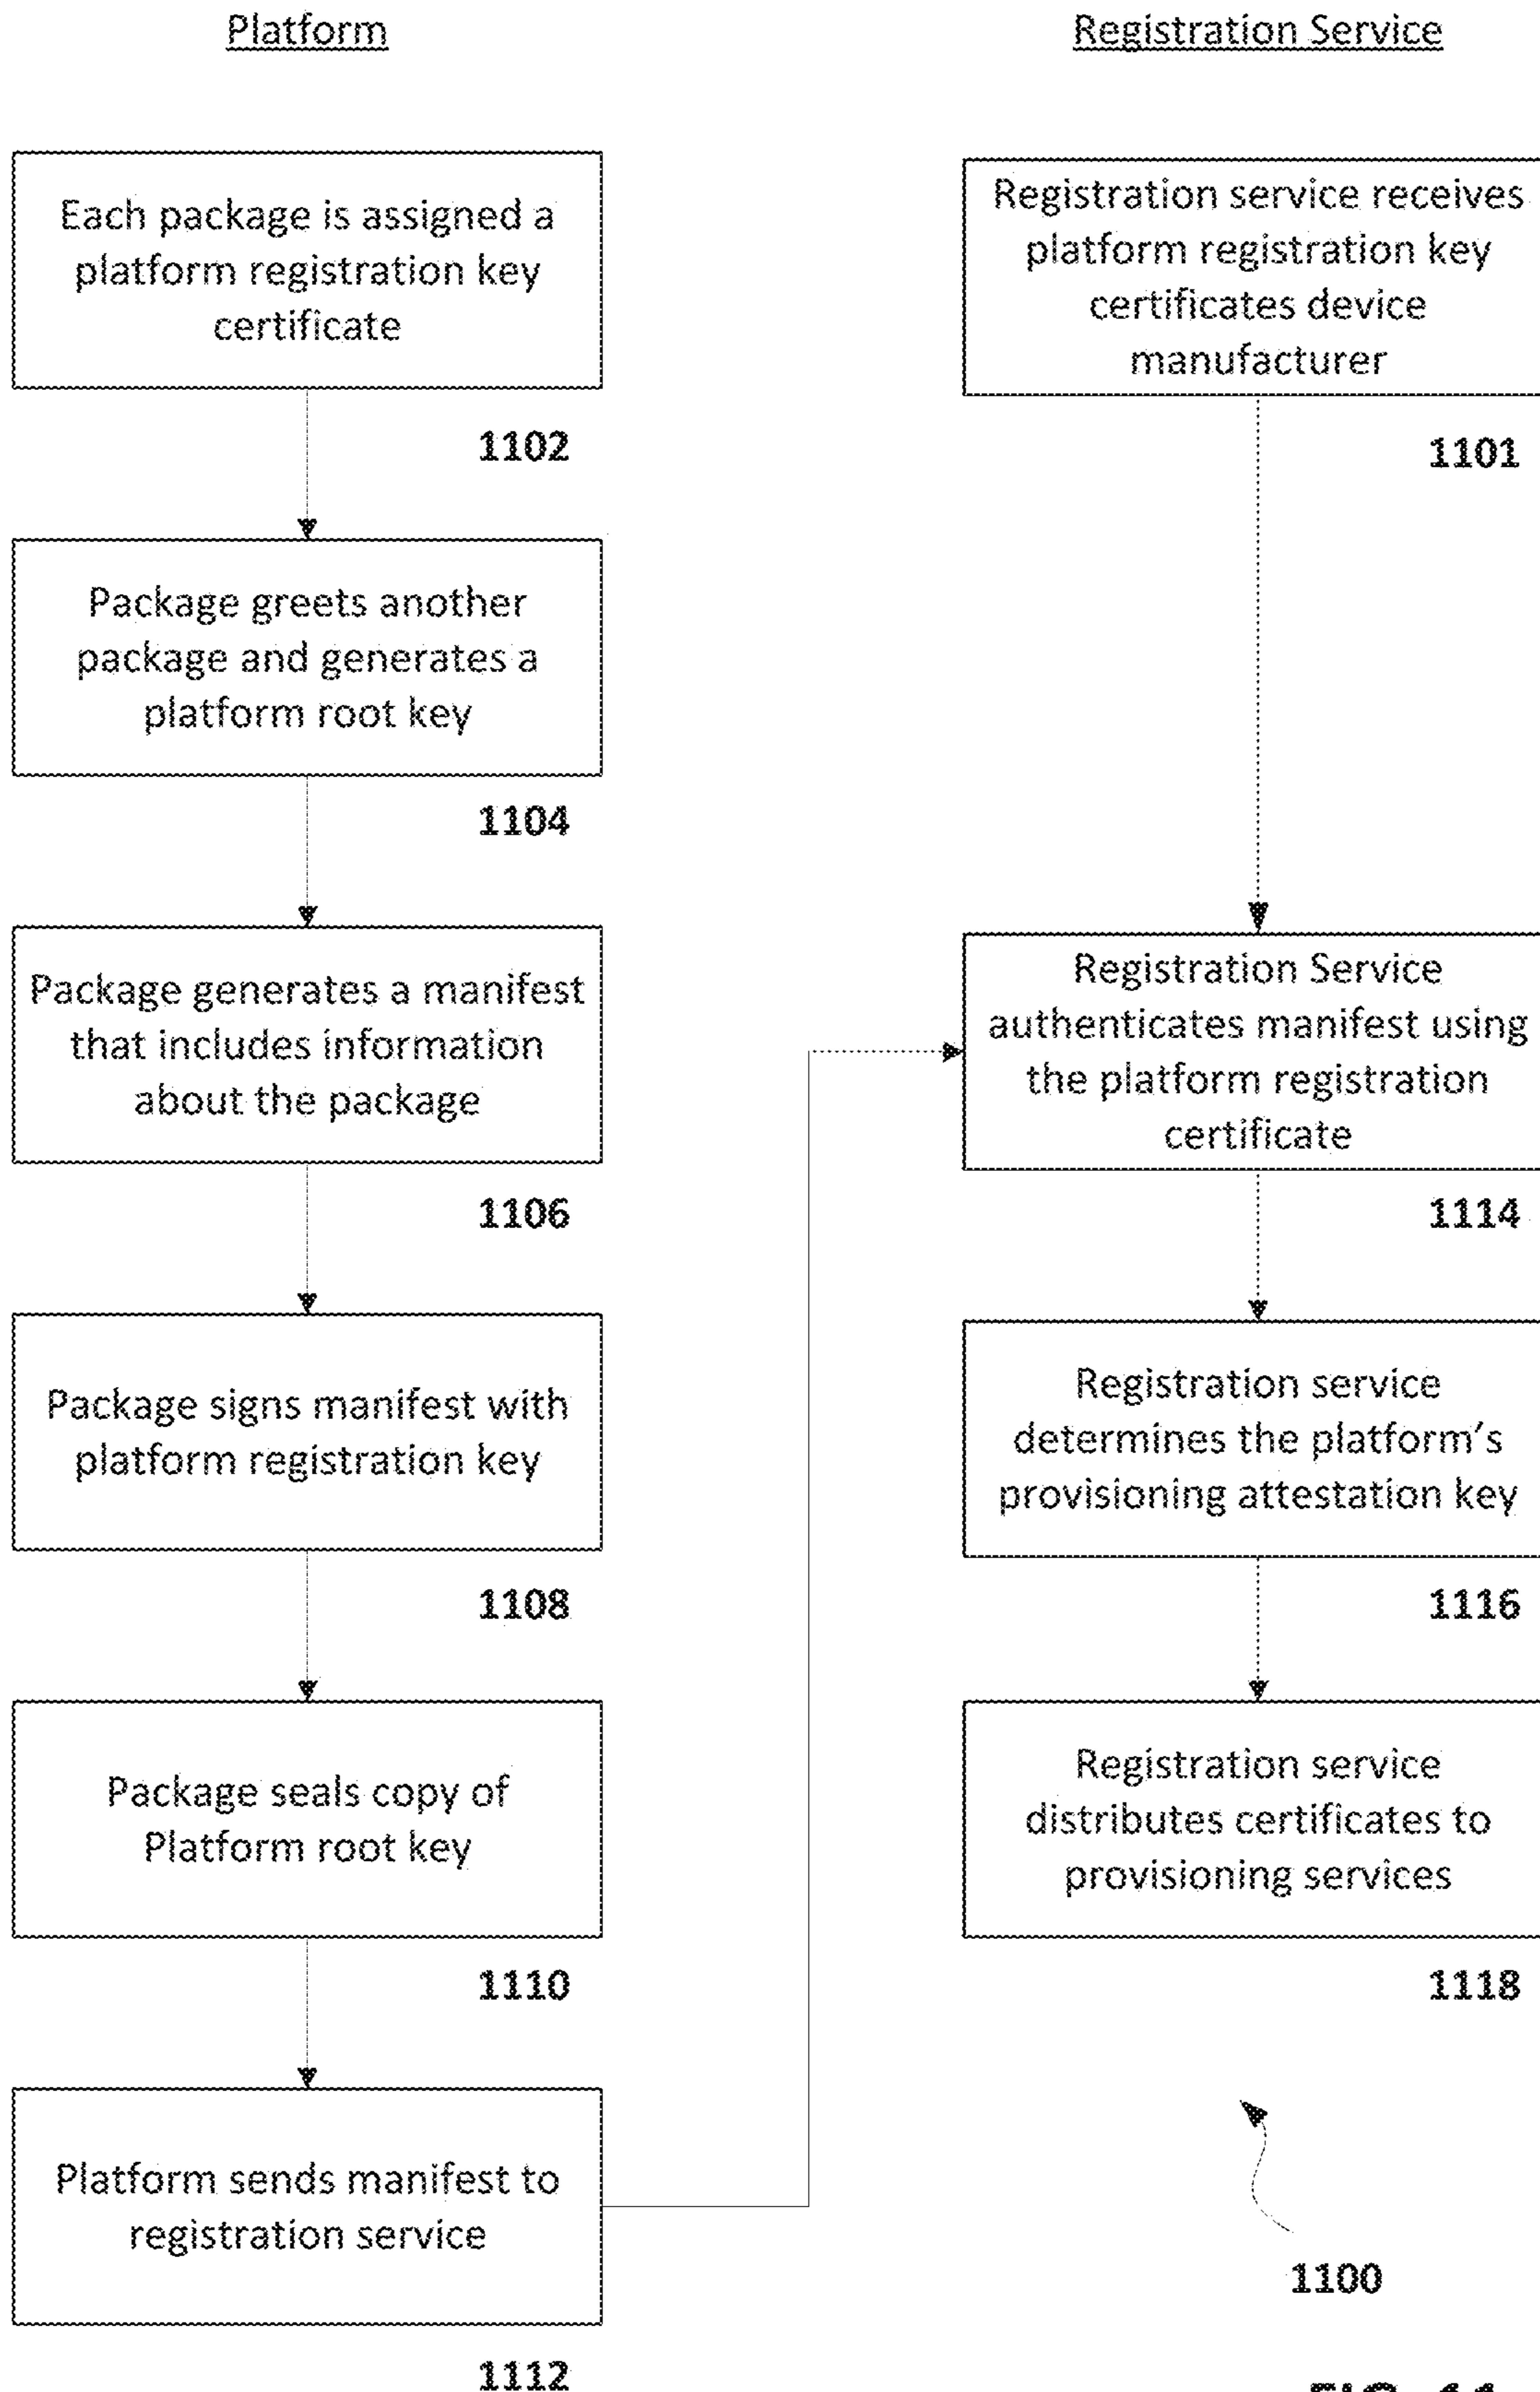 Platform
Each package is assigned a
platform registration key
certificate
1102
Package greets another
package and generates a
platform root key
1104
Package generates a manifest
that includes information
about the package
1106
Package signs manifest with
platform registration key
1108
Package seals copy of
Platform root key
1110
Platform sends manifest to
registration service
1112
Registration Service
Registration service receives
platform registration key
certificates device
manufacturer
1101
Registration Service
authenticates manifest using
the platform registration
certificate
1114
Registration service
determines the platform's
provisioning attestation key
1116
Registration service
distributes certificates to
provisioning services
1118
1100